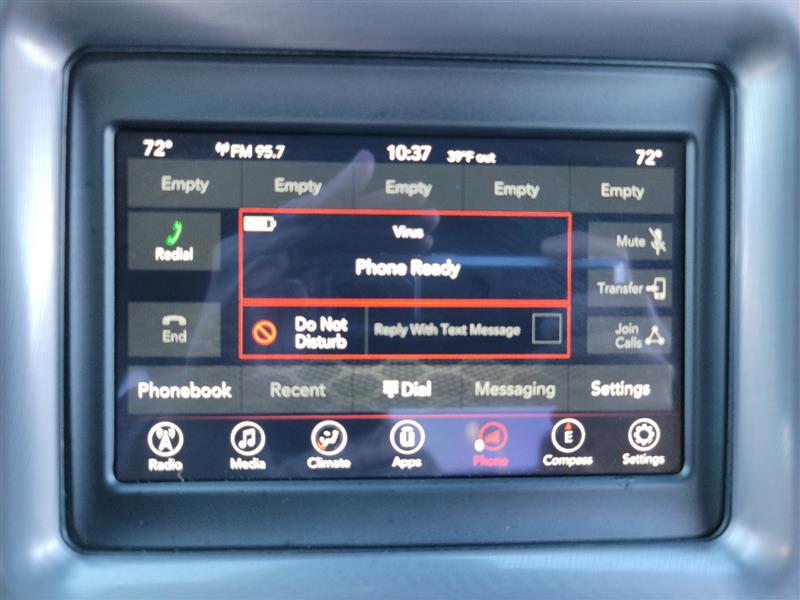 72° FM 95.7 10:37 39°F out 72°
Empty Empty Empty Empty Empty
Virus
Redial Phone Ready Mute
Transfer
End Do Not Disturb Reply With Text Message Join Calls
Phonebook Recent Dial Messaging Settings
E
Radio Media Climate Apps Phone Compass Settings